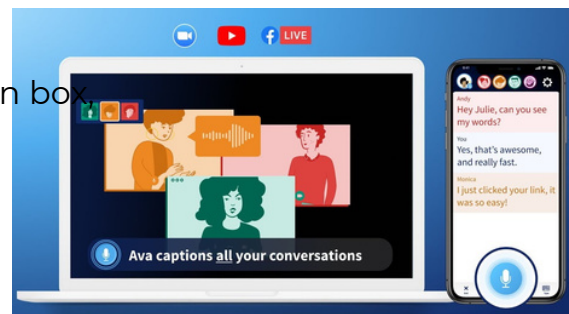 LIVE
n box,
Ava captions all your conversations
Andy
Hey Julie, can you see
my words?
You
Yes, that's awesome,
and really fast.
Monica
I just clicked your link, it
was so easy!